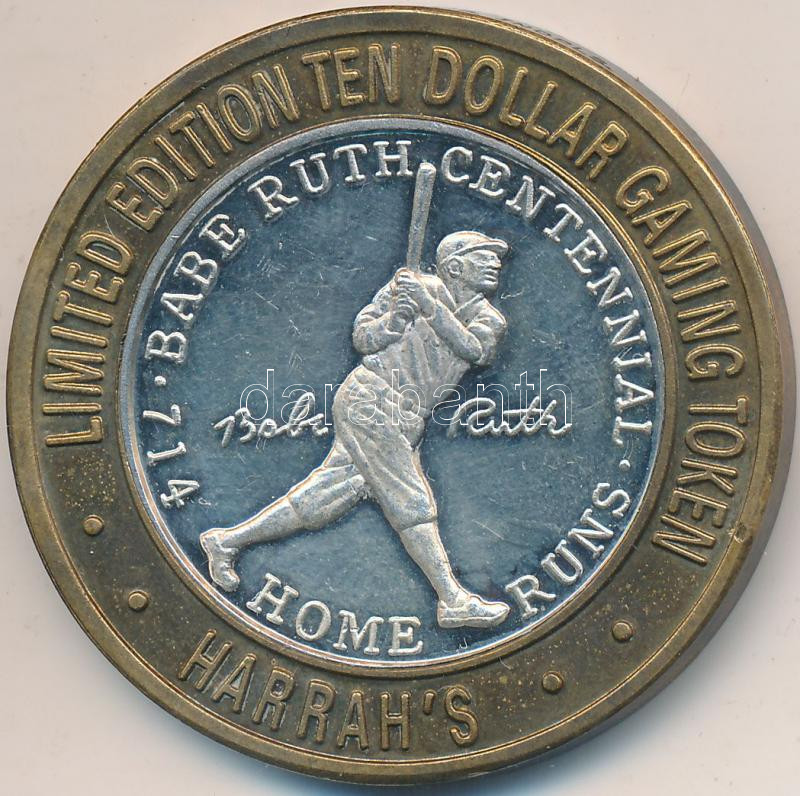 LIMITED EDITION TEN DOLLAR GAMING TOKEN
• • HARRAH'S • •
714 · BABE RUTH CENTENNIAL · HOME RUNS
Babe Ruth
darabanth